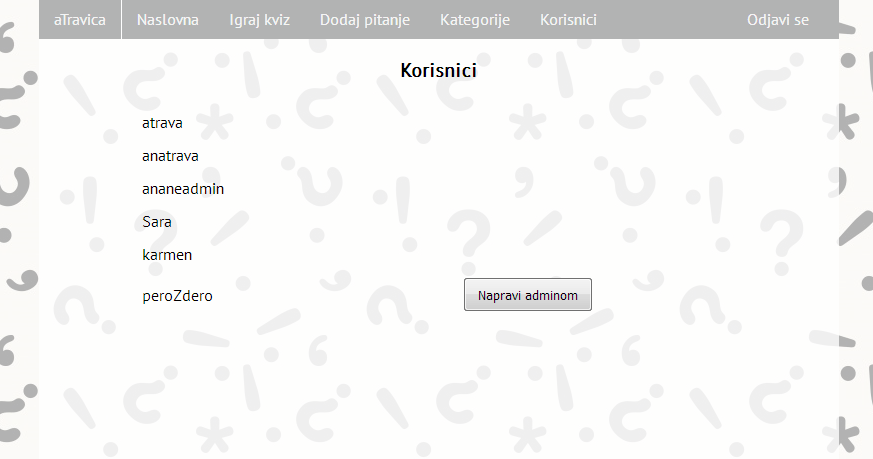 aTravica Naslovna Igraj kviz Dodaj pitanje Kategorije Korisnici Odjavi se
Korisnici
atrava
anatrava
ananeadmin
Sara
karmen
peroZdero Napravi adminom